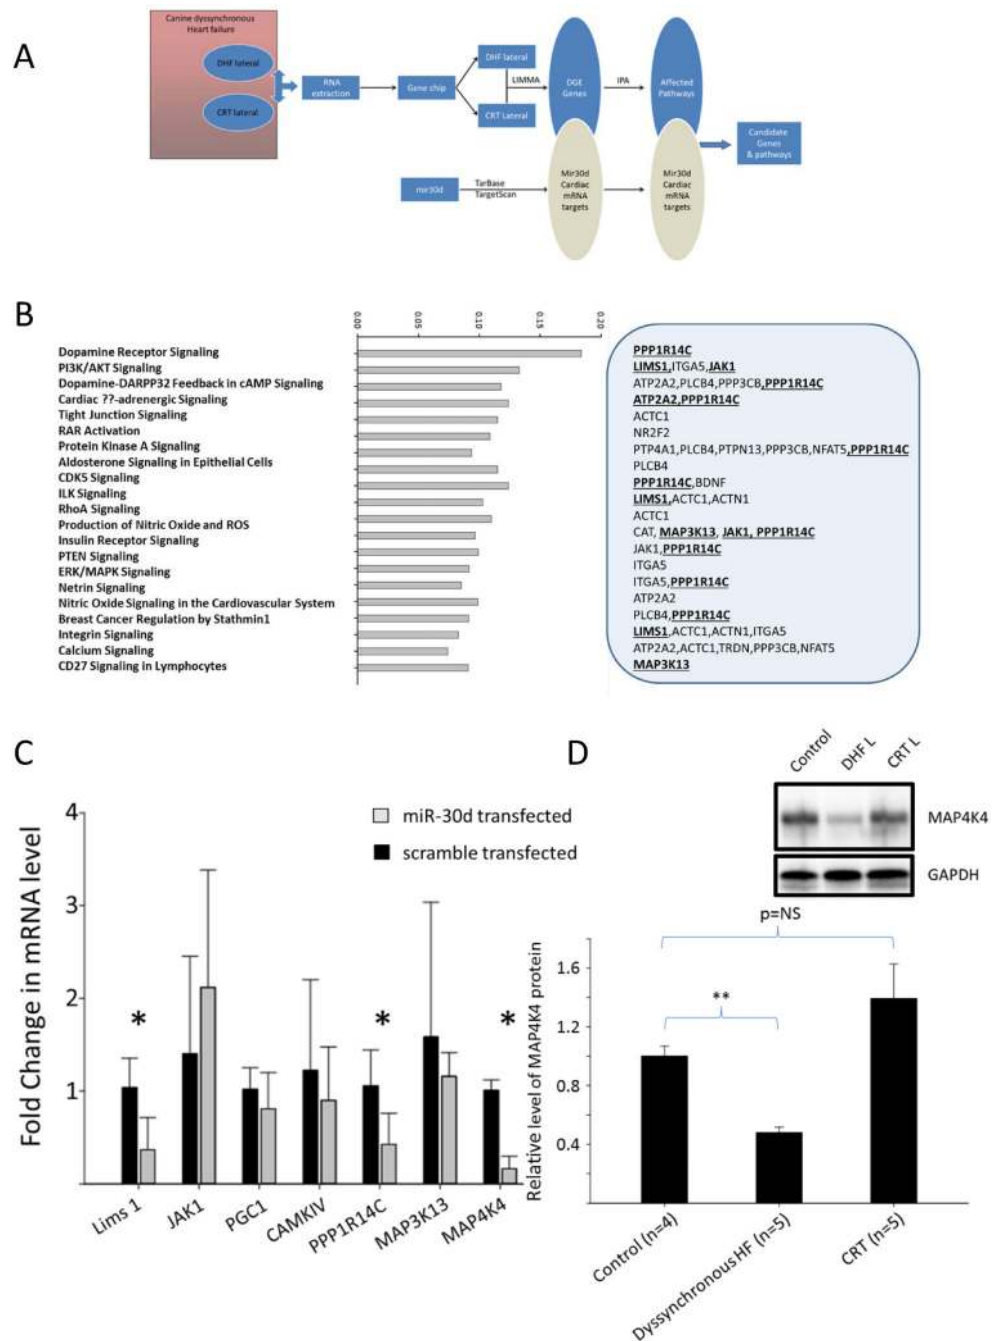 A
Canine dyssynchronous
Heart failure
DHF lateral
CRT lateral
RNA
extraction
Gene chip
DHF lateral
CRT Lateral
LIMMA
DGE
Genes
IPA
Affected
Pathways
Candidate
Genes
& pathways
mir30d
TarBase
TargetScan
Mir30d
Cardiac
mRNA
targets
Mir30d
Cardiac
mRNA
targets
B
0.00
0.05
0.10
0.15
0.20
Dopamine Receptor Signaling
PI3K/AKT Signaling
Dopamine-DARPP32 Feedback in cAMP Signaling
Cardiac ??-adrenergic Signaling
Tight Junction Signaling
RAR Activation
Protein Kinase A Signaling
Aldosterone Signaling in Epithelial Cells
CDK5 Signaling
ILK Signaling
RhoA Signaling
Production of Nitric Oxide and ROS
Insulin Receptor Signaling
PTEN Signaling
ERK/MAPK Signaling
Netrin Signaling
Nitric Oxide Signaling in the Cardiovascular System
Breast Cancer Regulation by Stathmin1
Integrin Signaling
Calcium Signaling
CD27 Signaling in Lymphocytes
PPP1R14C
LIMS1,ITGA5,JAK1
ATP2A2,PLCB4,PPP3CB,PPP1R14C
ATP2A2,PPP1R14C
ACTC1
NR2F2
PTP4A1,PLCB4,PTPN13,PPP3CB,NFAT5,PPP1R14C
PLCB4
PPP1R14C,BDNF
LIMS1,ACTC1,ACTN1
ACTC1
CAT, MAP3K13, JAK1, PPP1R14C
JAK1,PPP1R14C
ITGA5
ITGA5,PPP1R14C
ATP2A2
PLCB4,PPP1R14C
LIMS1,ACTC1,ACTN1,ITGA5
ATP2A2,ACTC1,TRDN,PPP3CB,NFAT5
MAP3K13
C
Fold Change in mRNA level
4
3
2
1
miR-30d transfected
scramble transfected
*
*
*
Lims 1
JAK1
PGC1
CAMKIV
PPP1R14C
MAP3K13
MAP4K4
D
Control
DHF L
CRT L
MAP4K4
GAPDH
p=NS
**
Relative level of MAP4K4 protein
1.6
1.2
0.8
0.4
Control (n=4)
Dyssynchronous HF (n=5)
CRT (n=5)